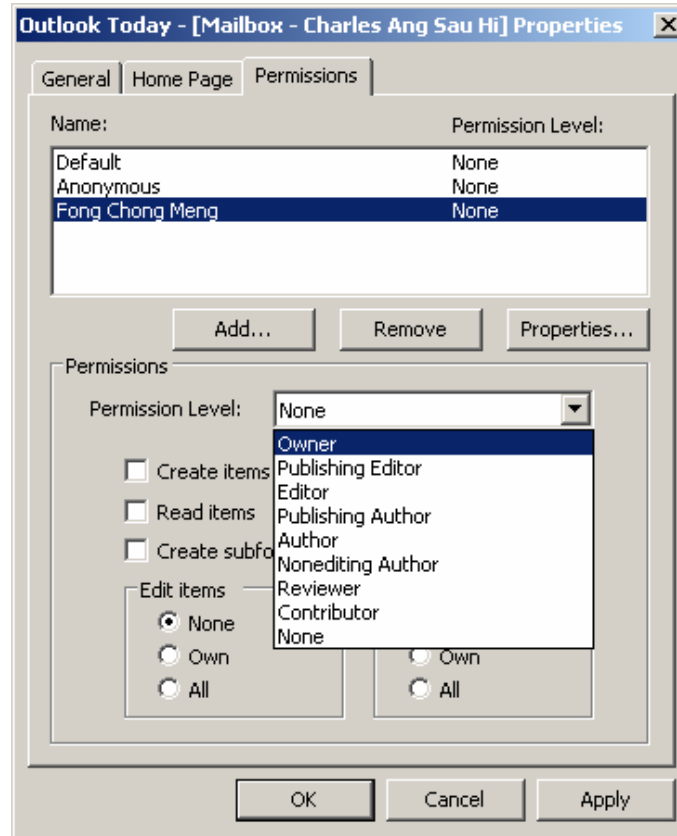 Outlook Today - [Mailbox - Charles Ang Sau Hi] Properties
General Home Page Permissions
Name: Permission Level:
Default None
Anonymous None
Fong Chong Meng None
Add... Remove Properties...
Permissions
Permission Level: None
Owner
Publishing Editor
Editor
Publishing Author
Author
Nonediting Author
Reviewer
Contributor
None
Create items
Read items
Create subfo
Edit items
None
Own Own
All All
OK Cancel Apply